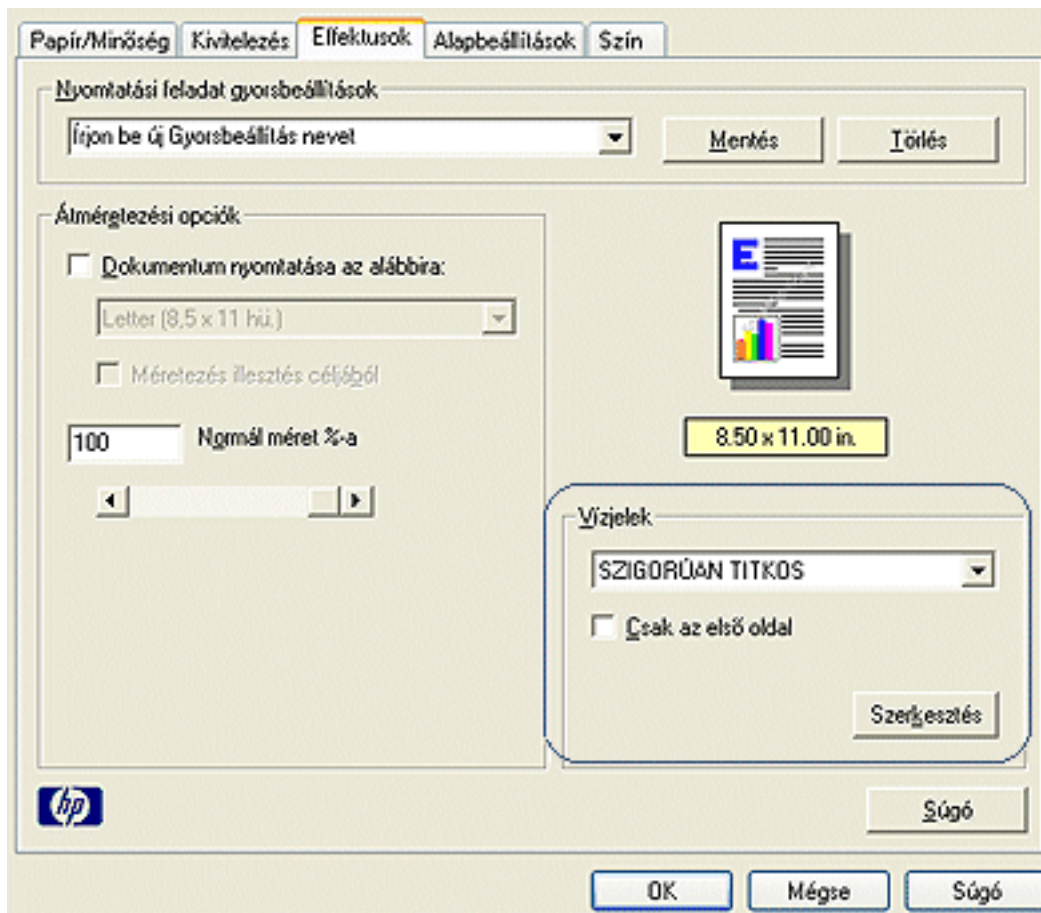 Papír/Minőség Kivitelezés Effektusok Alapbeállítások Szín
Nyomtatási feladat gyorsbeállítások
Írjon be új Gyorsbeállítás nevet Mentés Törlés
Átméretezési opciók
Dokumentum nyomtatása az alábbira:
Letter (8,5 x 11 hü.)
Méretezés illesztés céljából
100 Normál méret %-a
E
8.50 x 11.00 in.
Vízjelek
SZIGORÚAN TITKOS
Csak az első oldal
Szerkesztés
hp
Súgó
OK Mégse Súgó